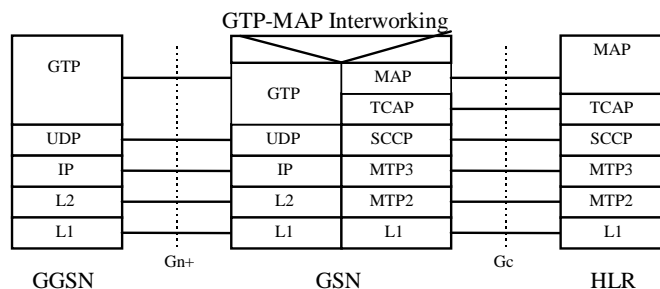 GTP-MAP Interworking
GTP
GTP
MAP
MAP
TCAP
TCAP
UDP
UDP
SCCP
SCCP
IP
IP
MTP3
MTP3
L2
L2
MTP2
MTP2
L1
L1
L1
L1
Gn+
Gc
GGSN
GSN
HLR